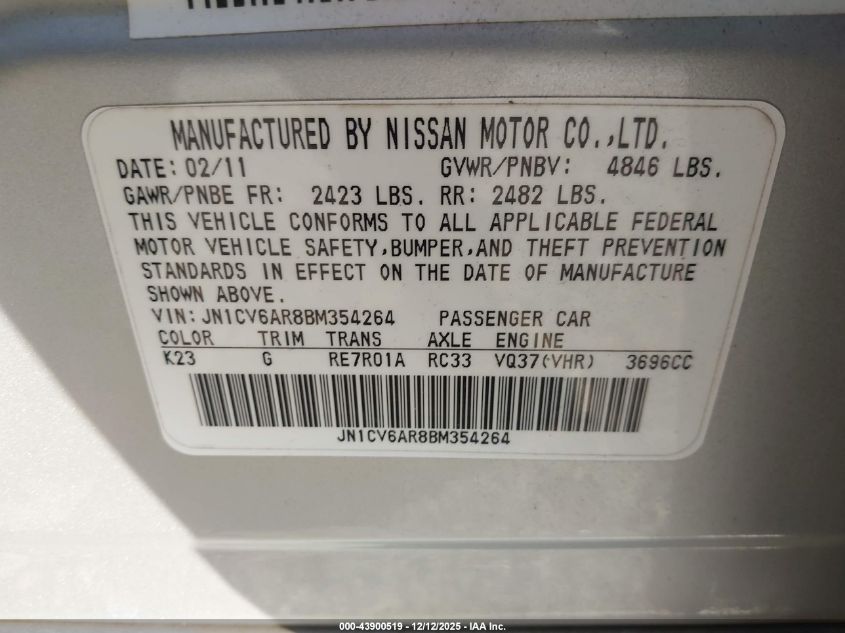 MANUFACTURED BY NISSAN MOTOR CO.,LTD.
DATE: 02/11 GVWR/PNBV: 4846 LBS.
GAWR/PNBE FR: 2423 LBS. RR: 2482 LBS.
THIS VEHICLE CONFORMS TO ALL APPLICABLE FEDERAL
MOTOR VEHICLE SAFETY,BUMPER,AND THEFT PREVENTION
STANDARDS IN EFFECT ON THE DATE OF MANUFACTURE
SHOWN ABOVE.
VIN: JN1CV6AR8BM354264 PASSENGER CAR
COLOR TRIM TRANS AXLE ENGINE
K23 G RE7R01A RC33 VQ37(VHR) 3696CC
JN1CV6AR8BM354264
000-43900519 - 12/12/2025 - IAA Inc.